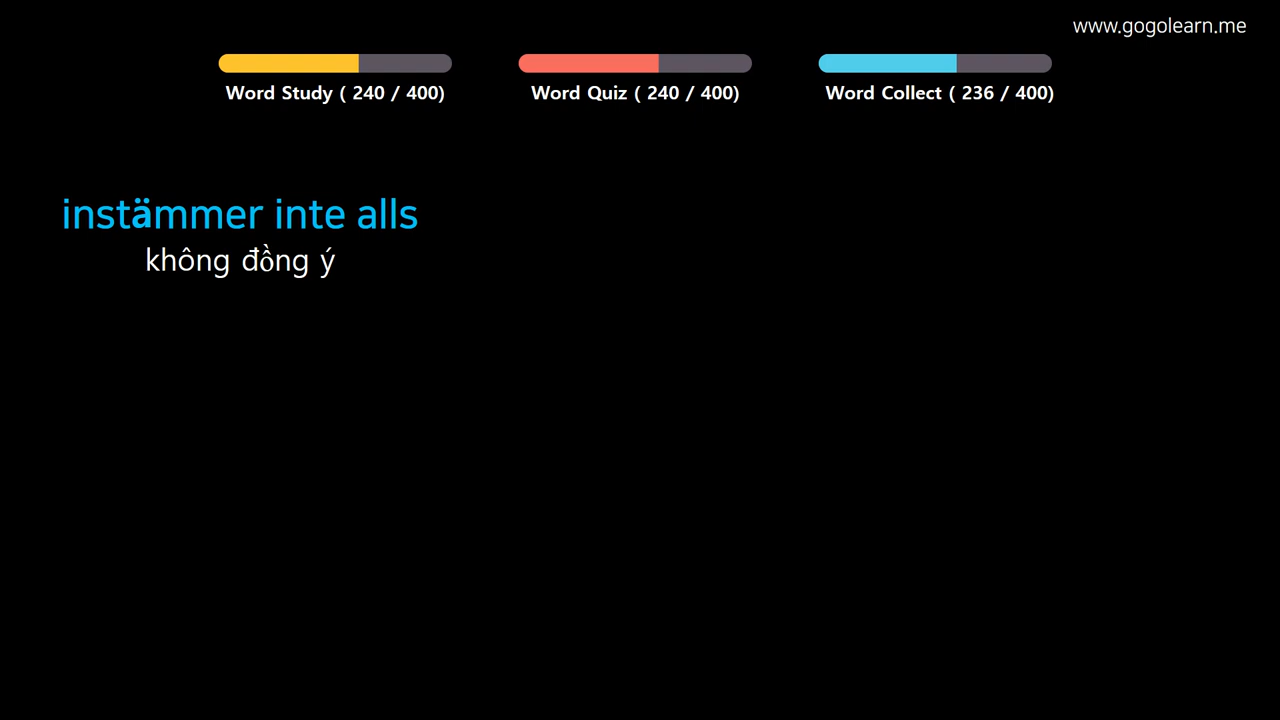 www.gogolearn.me
Word Study ( 240 / 400)
Word Quiz ( 240 / 400)
Word Collect ( 236 / 400)
instämmer inte alls
không đồng ý